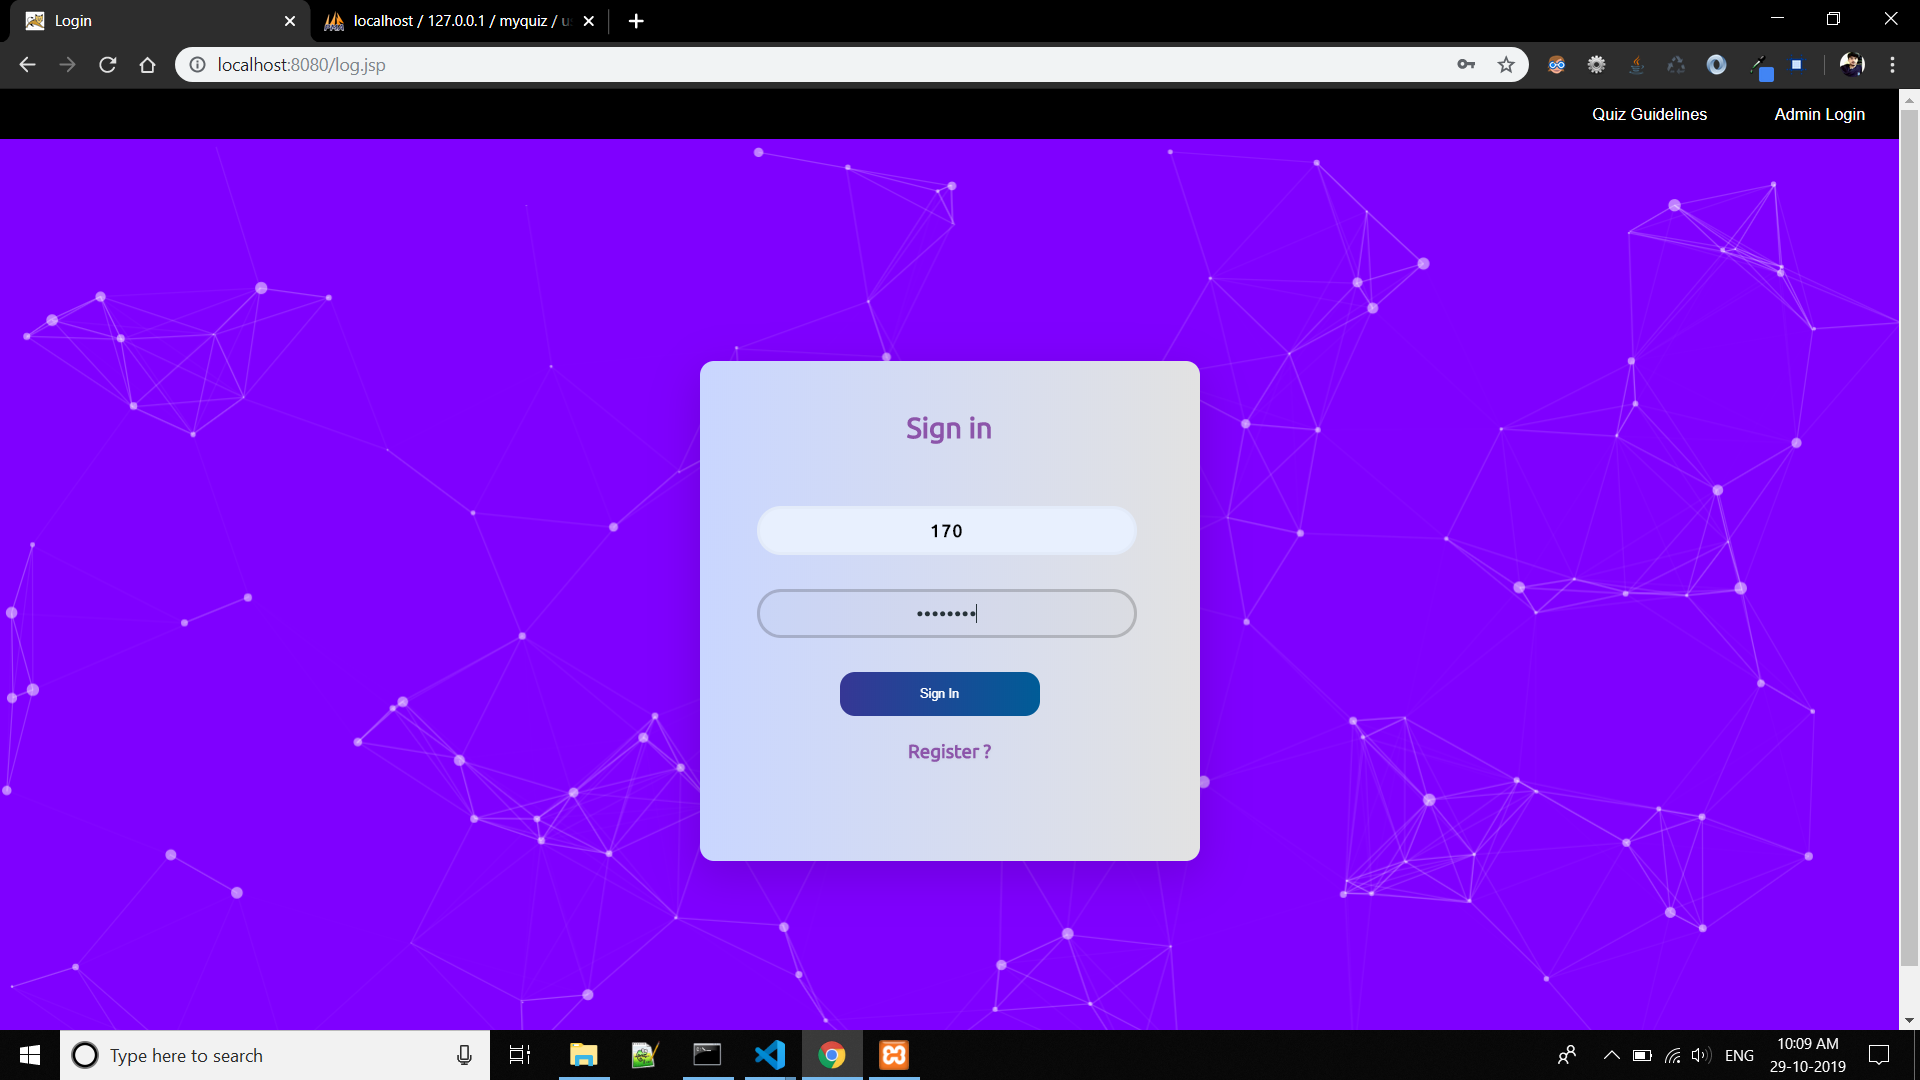 Login
localhost / 127.0.0.1 / myquiz /
localhost:8080/log.jsp
Quiz Guidelines
Admin Login
Sign in
170
••••••••
Sign In
Register ?
Type here to search
ENG
10:09 AM
29-10-2019